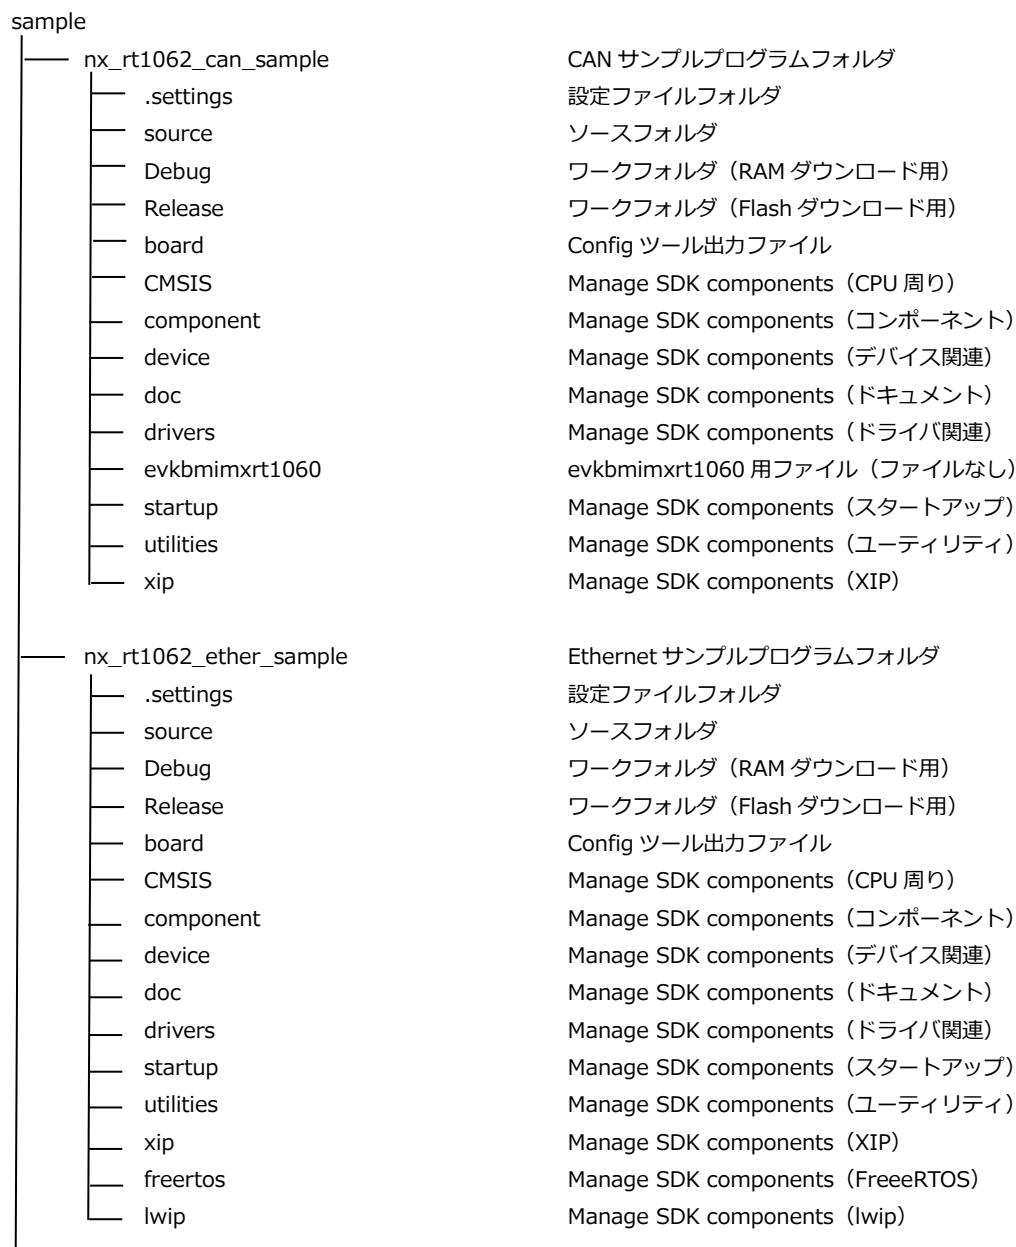 sample
nx_rt1062_can_sample CAN サンプルプログラムフォルダ
.settings 設定ファイルフォルダ
source ソースフォルダ
Debug ワークフォルダ（RAM ダウンロード用）
Release ワークフォルダ（Flash ダウンロード用）
board Config ツール出力ファイル
CMSIS Manage SDK components（CPU 周り）
component Manage SDK components（コンポーネント）
device Manage SDK components（デバイス関連）
doc Manage SDK components（ドキュメント）
drivers Manage SDK components（ドライバ関連）
evkbmimxrt1060 evkbmimxrt1060 用ファイル（ファイルなし）
startup Manage SDK components（スタートアップ）
utilities Manage SDK components（ユーティリティ）
xip Manage SDK components（XIP）
nx_rt1062_ether_sample Ethernet サンプルプログラムフォルダ
.settings 設定ファイルフォルダ
source ソースフォルダ
Debug ワークフォルダ（RAM ダウンロード用）
Release ワークフォルダ（Flash ダウンロード用）
board Config ツール出力ファイル
CMSIS Manage SDK components（CPU 周り）
component Manage SDK components（コンポーネント）
device Manage SDK components（デバイス関連）
doc Manage SDK components（ドキュメント）
drivers Manage SDK components（ドライバ関連）
startup Manage SDK components（スタートアップ）
utilities Manage SDK components（ユーティリティ）
xip Manage SDK components（XIP）
freertos Manage SDK components（FreeeRTOS）
lwip Manage SDK components（lwip）